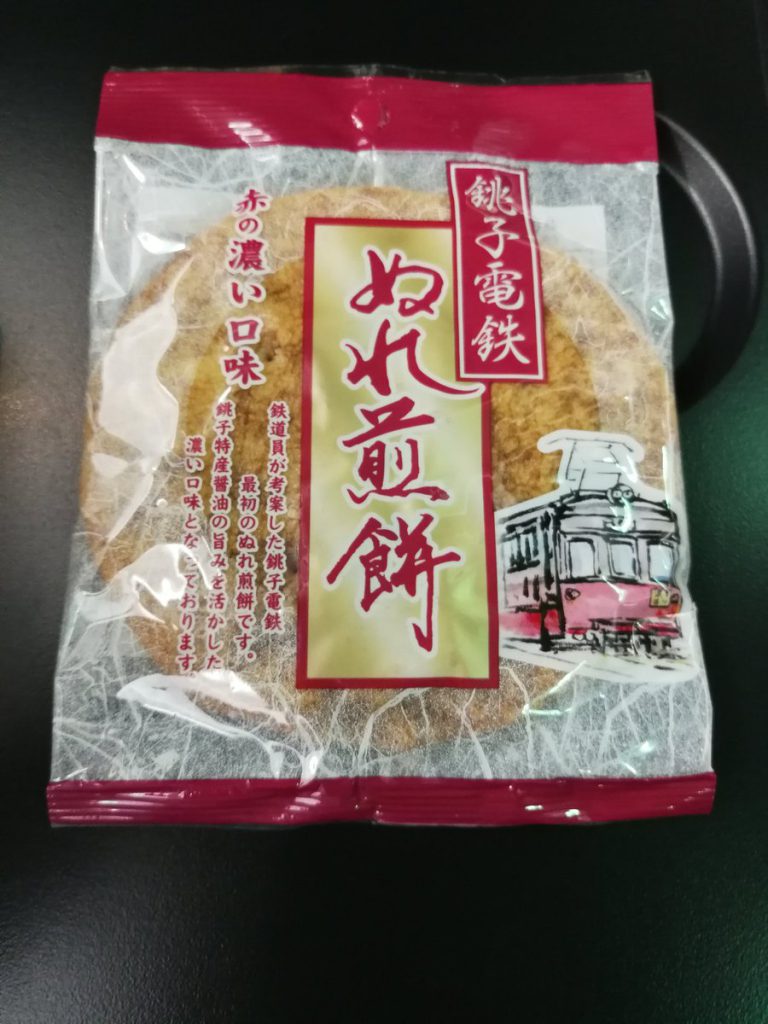 銚子電鉄
ぬれ煎餅
赤の濃い口味
鉄道員が考案した銚子電鉄
最初のぬれ煎餅です。
銚子特産醤油の旨みを活かした
濃い口味となっております。